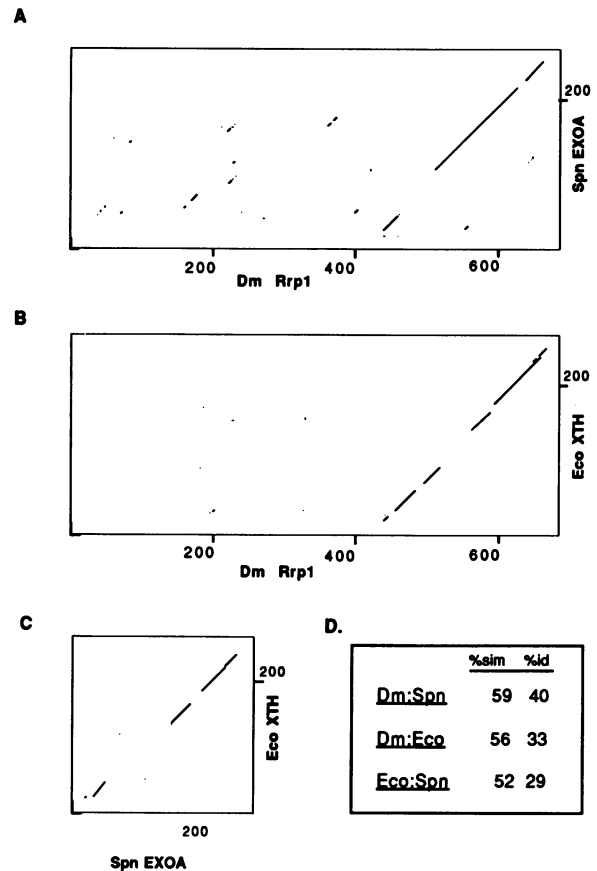 A
200
Spn EXOA
200 400 600
Dm Rrp1
B
200
Eco XTH
200 400 600
Dm Rrp1
C
200
Eco XTH
200
Spn EXOA
D.
%sim %id
Dm:Spn 59 40
Dm:Eco 56 33
Eco:Spn 52 29